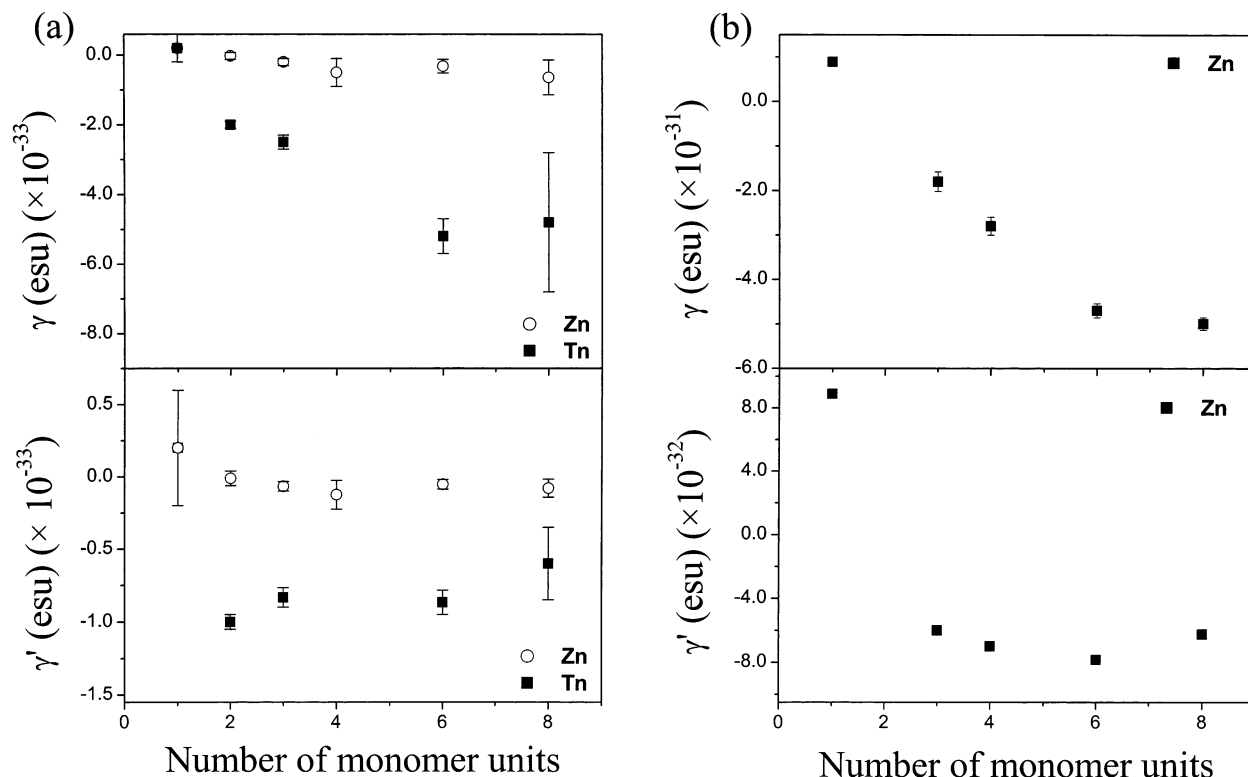 (a)
γ (esu) (×10⁻³³)
0.0
-2.0
-4.0
-6.0
-8.0
Zn
Tn
γ' (esu) (× 10⁻³³)
0.5
0.0
-0.5
-1.0
-1.5
Zn
Tn
0 2 4 6 8
Number of monomer units
(b)
γ (esu) (×10⁻³¹)
0.0
-2.0
-4.0
-6.0
Zn
γ' (esu) (×10⁻³²)
8.0
4.0
0.0
-4.0
-8.0
Zn
0 2 4 6 8
Number of monomer units